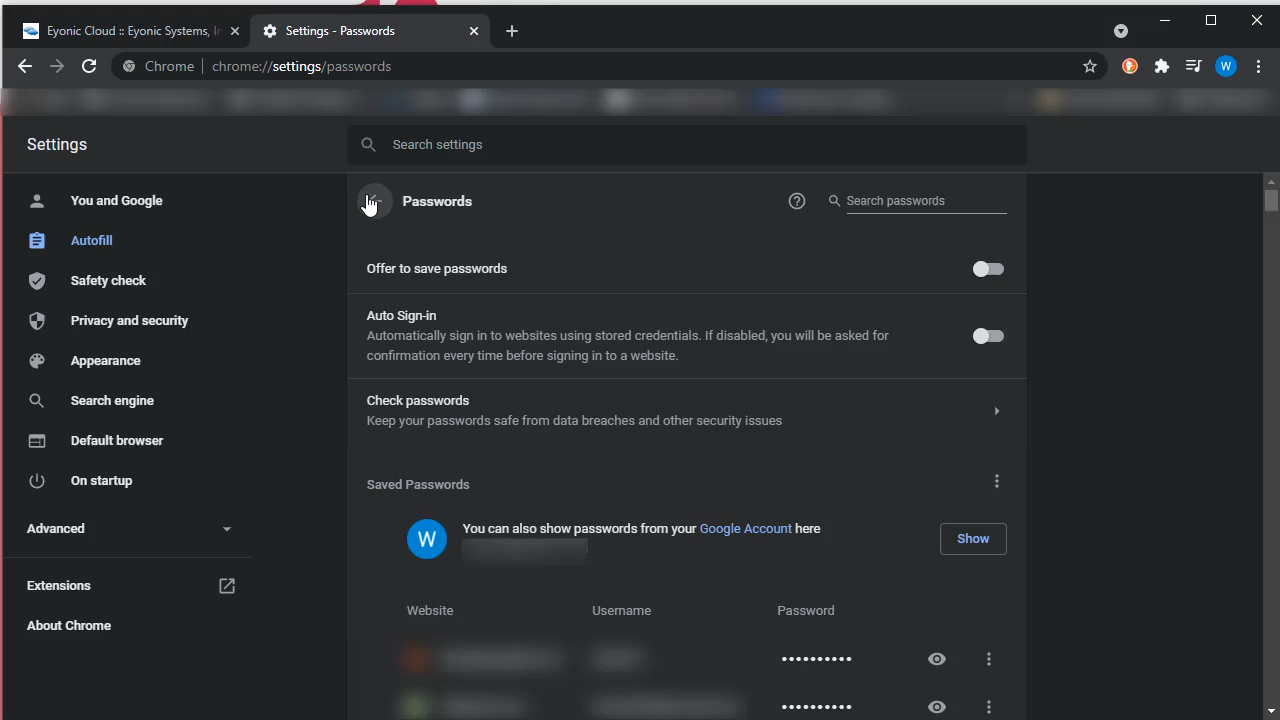 Eyonic Cloud :: Eyonic Systems, I
Settings - Passwords
Chrome
chrome://settings/passwords
W
Settings
Search settings
You and Google
Autofill
Safety check
Privacy and security
Appearance
Search engine
Default browser
On startup
Advanced
Extensions
About Chrome
Passwords
Search passwords
Offer to save passwords
Auto Sign-in
Automatically sign in to websites using stored credentials. If disabled, you will be asked for
confirmation every time before signing in to a website.
Check passwords
Keep your passwords safe from data breaches and other security issues
Saved Passwords
W
You can also show passwords from your Google Account here
Show
Website Username Password
••••••••••
••••••••••